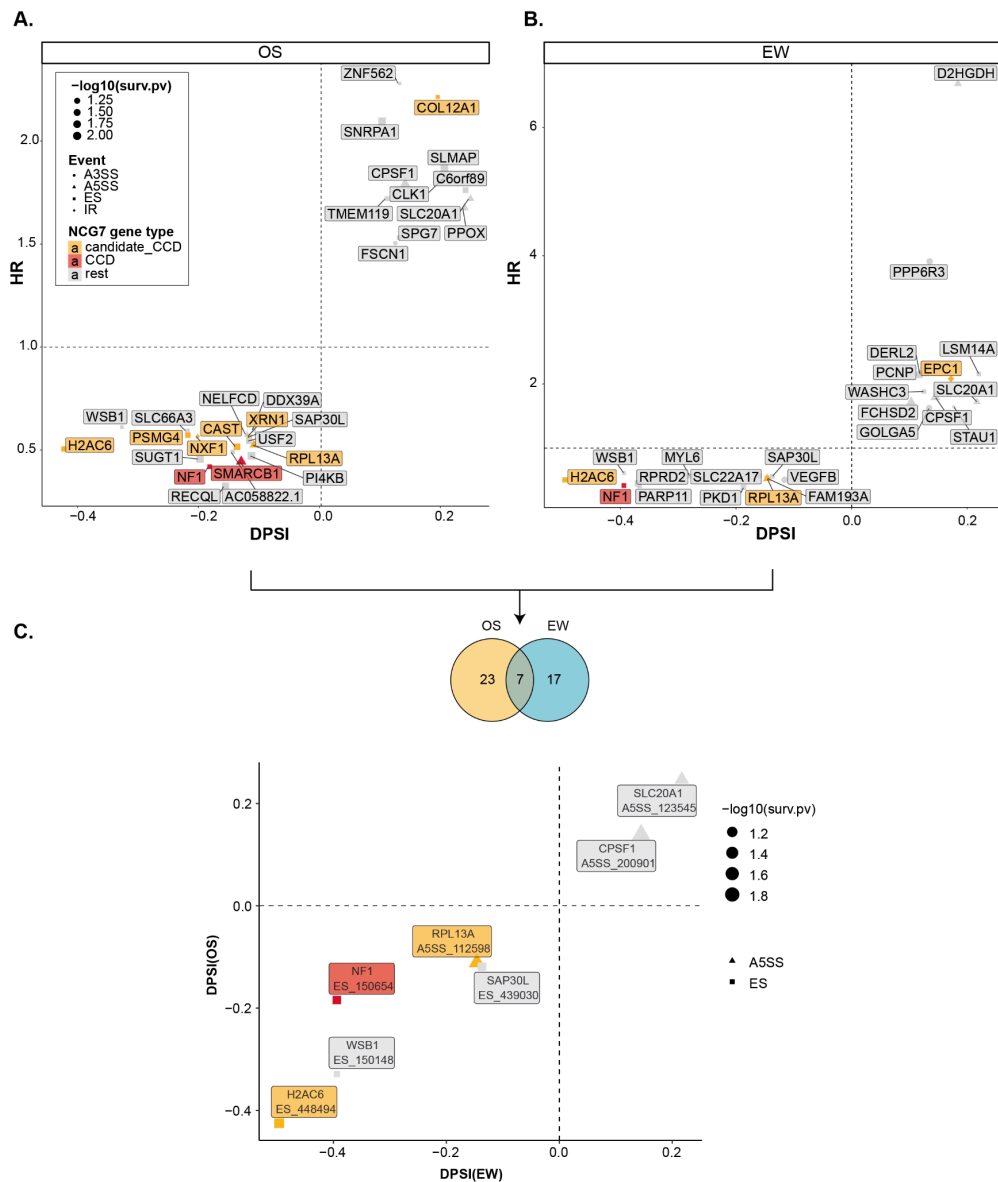 A.
OS
ZNF562
COL12A1
SNRPA1
SLMAP
CPSF1
C6orf89
CLK1
TMEM119
SLC20A1
SPG7
PPOX
FSCN1
−log10(surv.pv)
1.25
1.50
1.75
2.00
Event
A3SS
A5SS
ES
IR
NCG7 gene type
a candidate_CCD
a CCD
a rest
NELFCD
DDX39A
WSB1
SLC66A3
XRN1
SAP30L
CAST
PSMG4
USF2
H2AC6
NXF1
RPL13A
SUGT1
NF1
SMARCB1
PI4KB
RECQL
AC058822.1
2.0
1.5
1.0
0.5
HR
−0.4
−0.2
0.0
0.2
DPSI
B.
EW
D2HGDH
PPP6R3
DERL2
LSM14A
PCNP
EPC1
WASHC3
SLC20A1
FCHSD2
CPSF1
GOLGA5
STAU1
WSB1
MYL6
SAP30L
H2AC6
RPRD2
SLC22A17
VEGFB
NF1
PARP11
PKD1
RPL13A
FAM193A
6
4
2
HR
−0.4
−0.2
0.0
0.2
DPSI
C.
OS
EW
23
7
17
SLC20A1
A5SS_123545
CPSF1
A5SS_200901
RPL13A
A5SS_112598
NF1
ES_150654
SAP30L
ES_439030
WSB1
ES_150148
H2AC6
ES_448494
0.2
0.0
−0.2
−0.4
DPSI(OS)
−0.4
−0.2
0.0
0.2
DPSI(EW)
−log10(surv.pv)
1.2
1.4
1.6
1.8
A5SS
ES